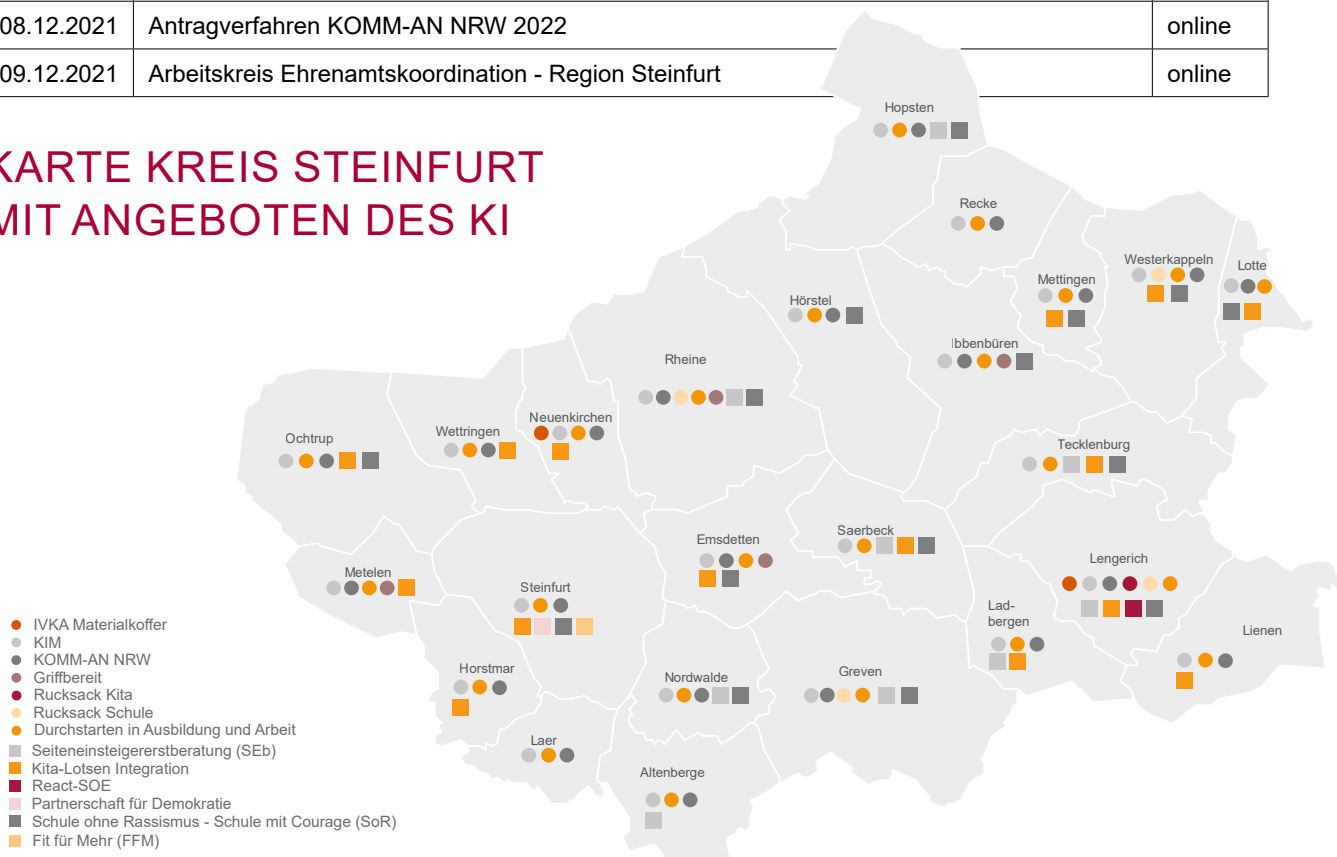 08.12.2021 Antragverfahren KOMM-AN NRW 2022 online
09.12.2021 Arbeitskreis Ehrenamtskoordination - Region Steinfurt online
KARTE KREIS STEINFURT
MIT ANGEBOTEN DES KI
Hopsten
Recke
Westerkappeln
Lotte
Mettingen
Hörstel
Ibbenbüren
Rheine
Neuenkirchen
Wettringen
Ochtrup
Tecklenburg
Saerbeck
Emsdetten
Lengerich
Metelen
Steinfurt
Lad-
bergen
Lienen
Horstmar
Nordwalde
Greven
Laer
Altenberge
IVKA Materialkoffer
KIM
KOMM-AN NRW
Griffbereit
Rucksack Kita
Rucksack Schule
Durchstarten in Ausbildung und Arbeit
Seiteneinsteigererstberatung (SEb)
Kita-Lotsen Integration
React-SOE
Partnerschaft für Demokratie
Schule ohne Rassismus - Schule mit Courage (SoR)
Fit für Mehr (FFM)